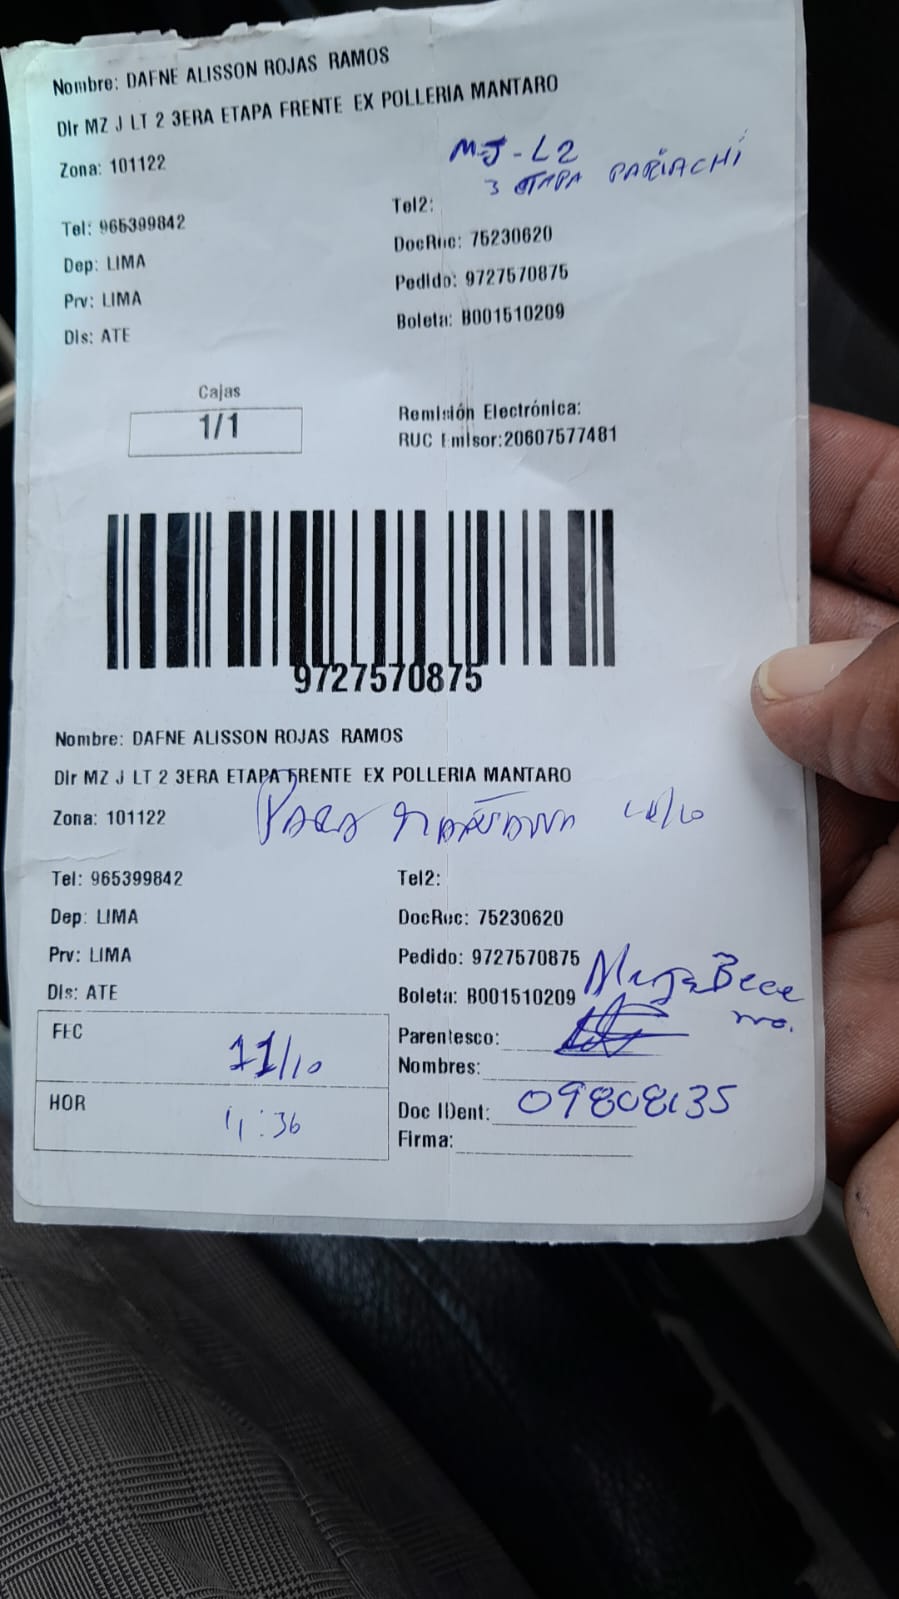 Nombre: DAFNE ALISSON ROJAS RAMOS
DIr MZ J LT 2 3ERA ETAPA FRENTE EX POLLERIA MANTARO
Zona: 101122
M-J - L2
3 ETAPA PARIACHI
Tel2:
Tel: 965399842
DocRuc: 75230620
Dep: LIMA
Pedido: 9727570875
Prv: LIMA
Boleta: B001510209
Dis: ATE
Cajas
1/1
Remisión Electrónica:
RUC Emisor:20607577481
9727570875
Nombre: DAFNE ALISSON ROJAS RAMOS
DIr MZ J LT 2 3ERA ETAPA FRENTE EX POLLERIA MANTARO
Zona: 101122
PARA MAÑANA
Tel: 965399842
Tel2:
Dep: LIMA
DocRuc: 75230620
Prv: LIMA
Pedido: 9727570875
Dis: ATE
Boleta: B001510209
FEC
11/10
Parentesco:
Nombres:
HOR
11:36
Doc IDent: 09808135
Firma: